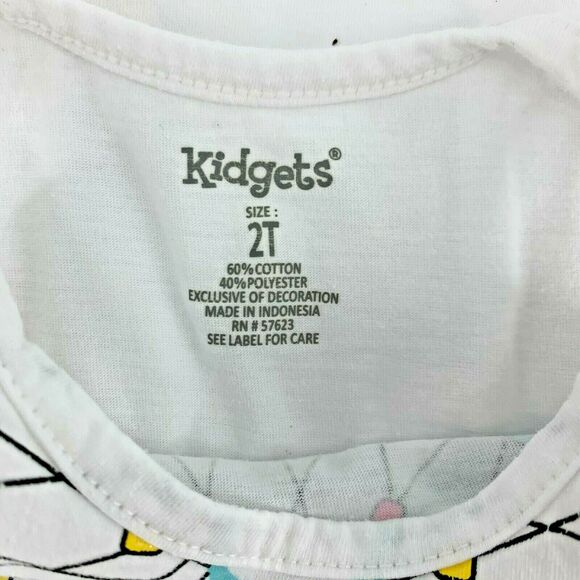 Kidgets®
SIZE :
2T
60% COTTON
40% POLYESTER
EXCLUSIVE OF DECORATION
MADE IN INDONESIA
RN # 57623
SEE LABEL FOR CARE